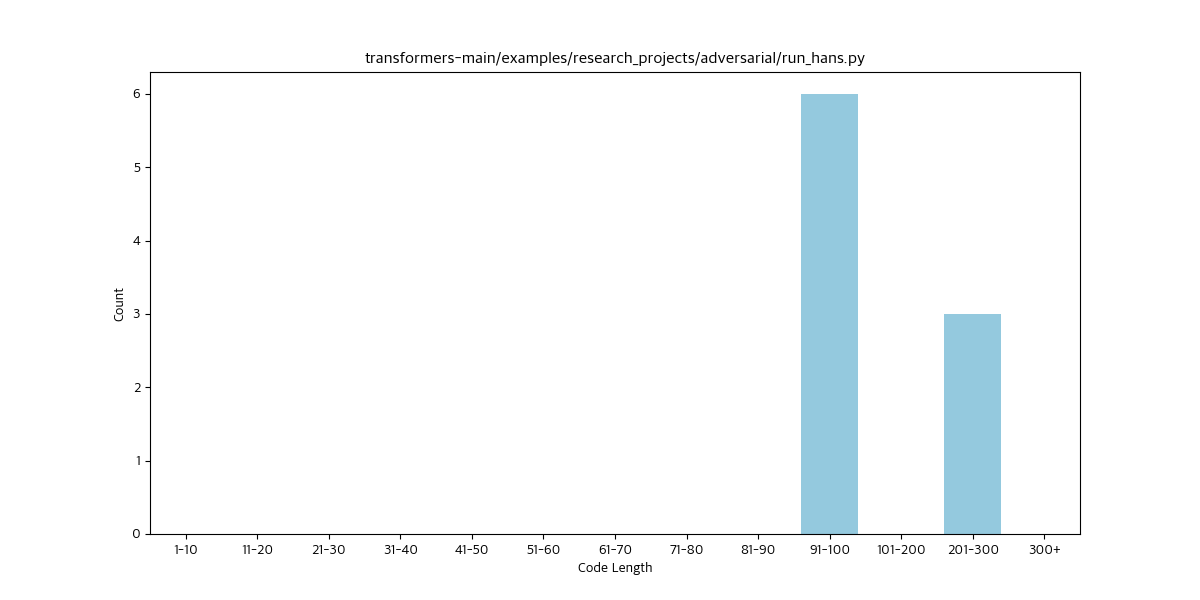 transformers-main/examples/research_projects/adversarial/run_hans.py
6
5
4
3
2
1
0
Count
1-10 11-20 21-30 31-40 41-50 51-60 61-70 71-80 81-90 91-100 101-200 201-300 300+
Code Length